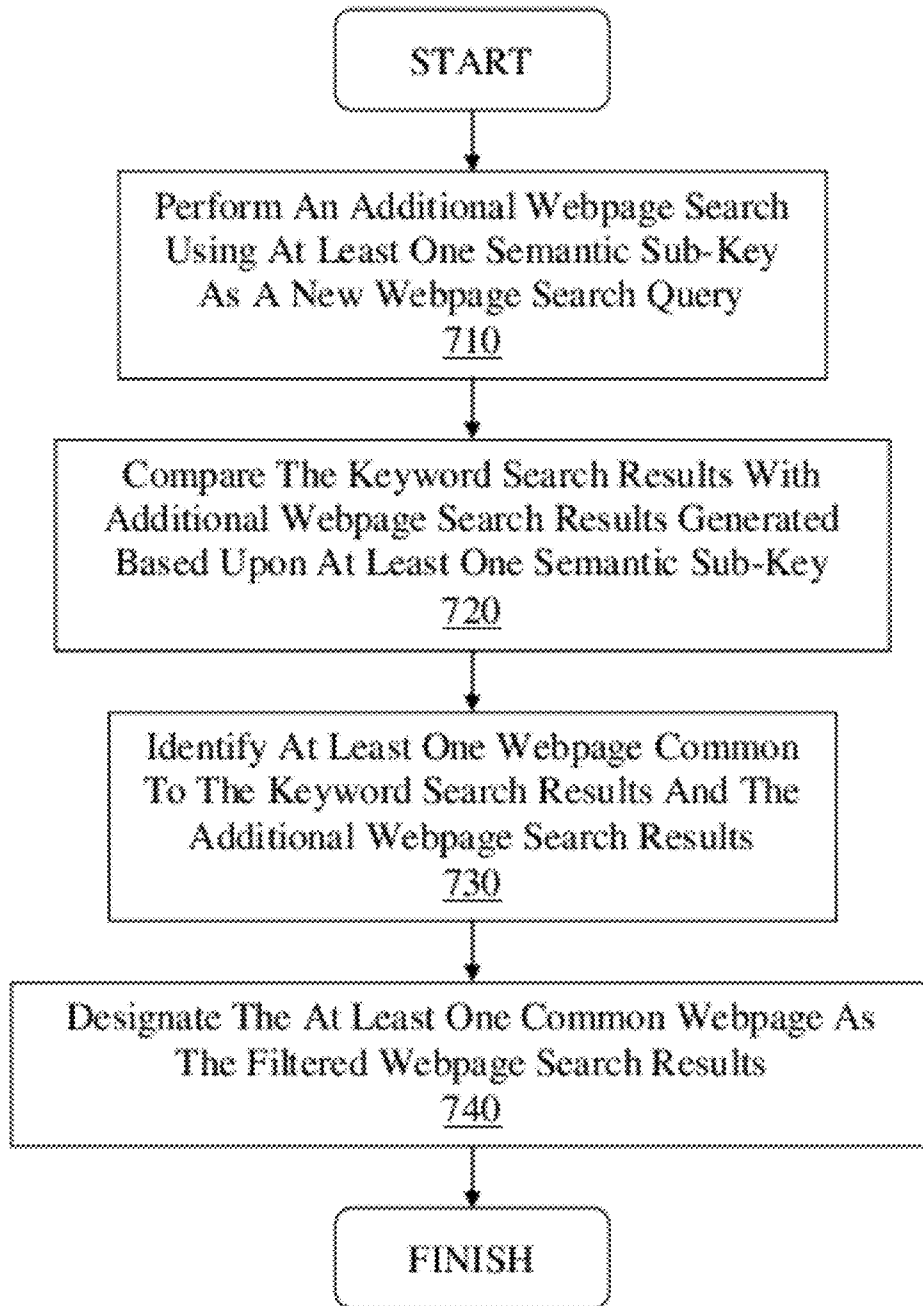 START
Perform An Additional Webpage Search
Using At Least One Semantic Sub-Key
As A New Webpage Search Query
710
Compare The Keyword Search Results With
Additional Webpage Search Results Generated
Based Upon At Least One Semantic Sub-Key
720
Identify At Least One Webpage Common
To The Keyword Search Results And The
Additional Webpage Search Results
730
Designate The At Least One Common Webpage As
The Filtered Webpage Search Results
740
FINISH